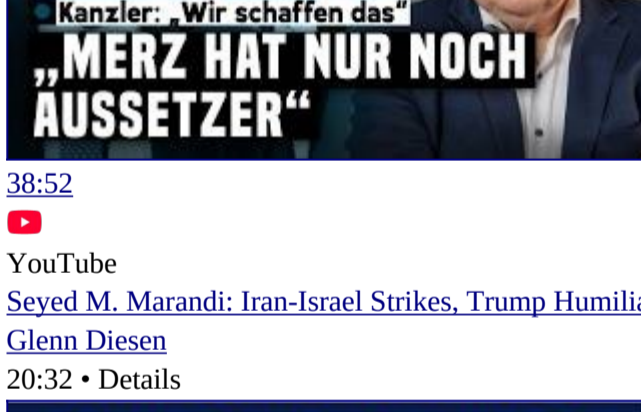 Kanzler: „Wir schaffen das“
„MERZ HAT NUR NOCH
AUSSETZER“
38:52
YouTube
Seyed M. Marandi: Iran-Israel Strikes, Trump Humilia
Glenn Diesen
20:32 • Details